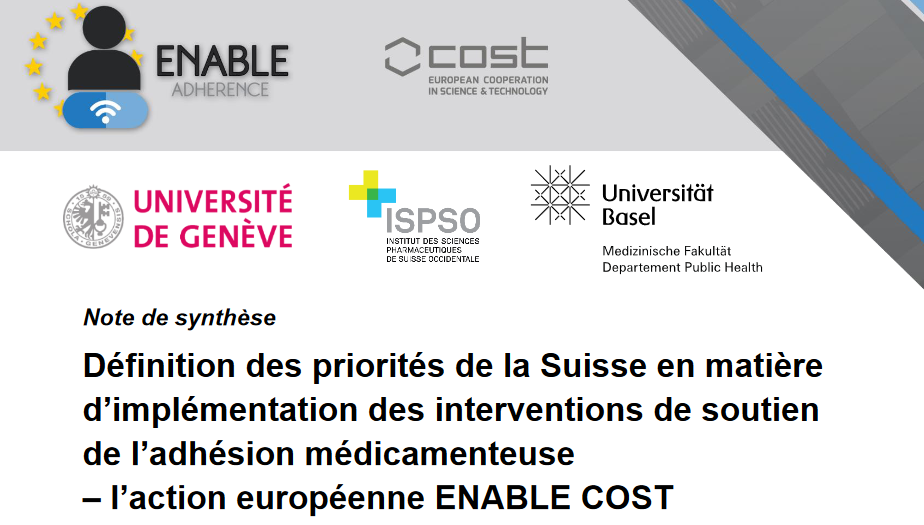 ENABLE
ADHERENCE
cost
EUROPEAN COOPERATION
IN SCIENCE & TECHNOLOGY
UNIVERSITÉ
DE GENÈVE
ISPSO
INSTITUT DES SCIENCES
PHARMACEUTIQUES
DE SUISSE OCCIDENTALE
Universität
Basel
Medizinische Fakultät
Departement Public Health
Note de synthèse
Définition des priorités de la Suisse en matière
d’implémentation des interventions de soutien
de l’adhésion médicamenteuse
– l’action européenne ENABLE COST